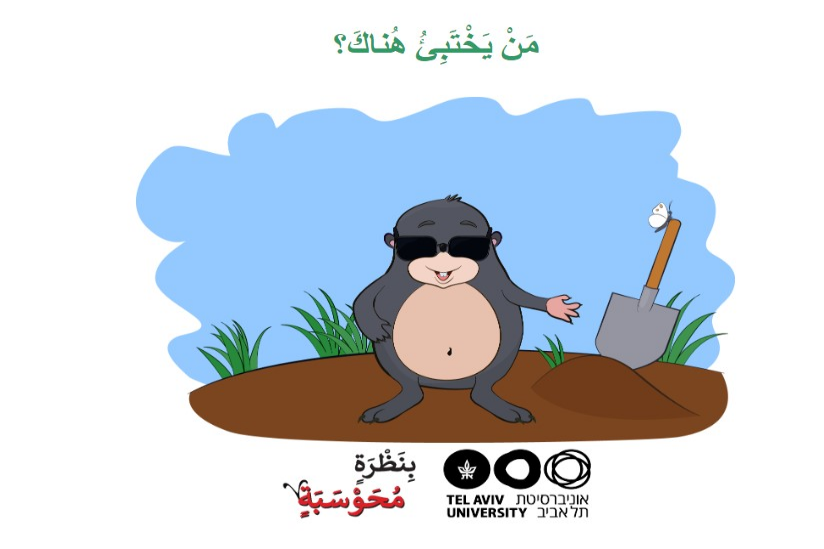 مَنْ يَخْتَبِئُ هُناكَ؟
بِنَظْرَةٍ
مُحَوْسَبَةٍ
TEL AVIV אוניברסיטת
UNIVERSITY תל אביב